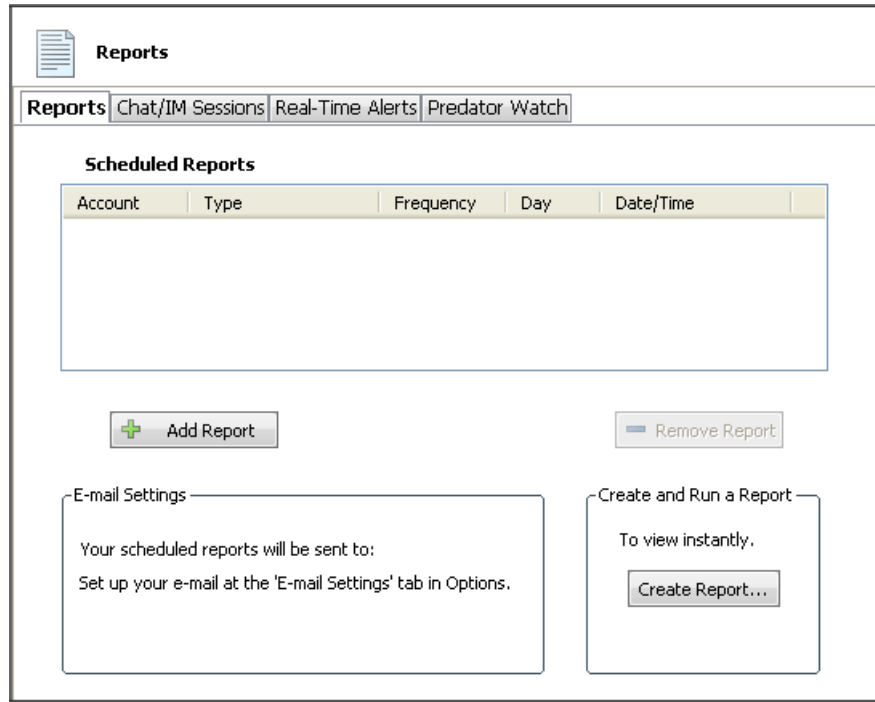 Reports
Reports Chat/IM Sessions Real-Time Alerts Predator Watch
Scheduled Reports
Account Type Frequency Day Date/Time
Add Report Remove Report
E-mail Settings
Your scheduled reports will be sent to:
Set up your e-mail at the 'E-mail Settings' tab in Options.
Create and Run a Report
To view instantly.
Create Report...